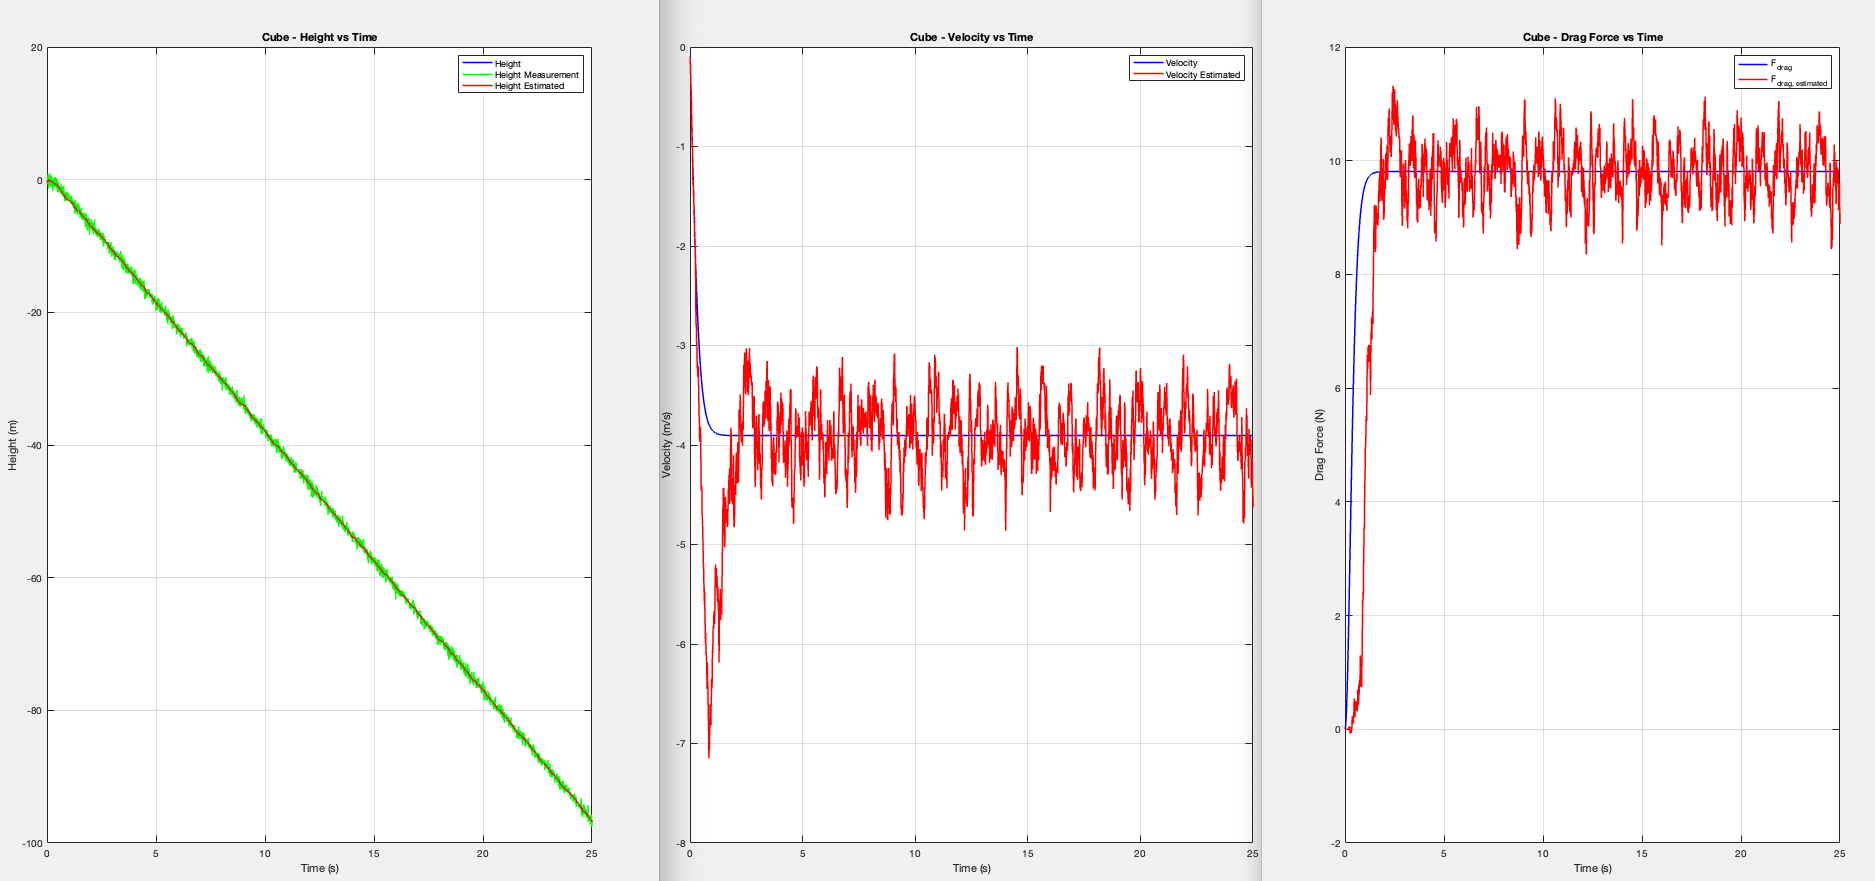 Cube - Height vs Time
Height
Height Measurement
Height Estimated
20
0
-20
-40
-60
-80
-100
Height (m)
0 5 10 15 20 25
Time (s)
Cube - Velocity vs Time
Velocity
Velocity Estimated
0
-1
-2
-3
-4
-5
-6
-7
-8
Velocity (m/s)
0 5 10 15 20 25
Time (s)
Cube - Drag Force vs Time
F drag
F drag, estimated
12
10
8
6
4
2
0
-2
Drag Force (N)
0 5 10 15 20 25
Time (s)